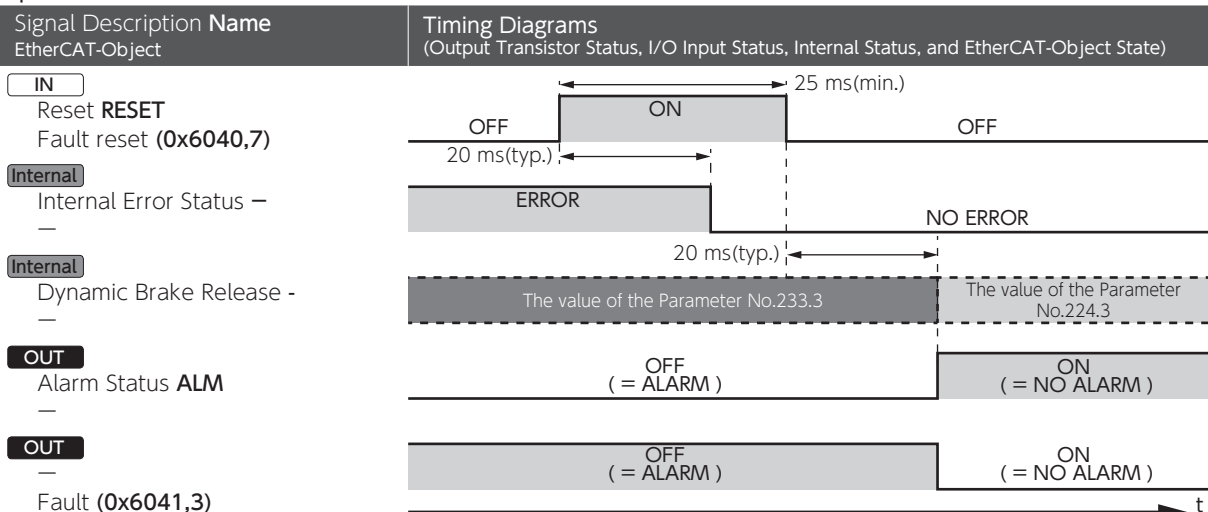 Signal Description Name
EtherCAT-Object
Timing Diagrams
(Output Transistor Status, I/O Input Status, Internal Status, and EtherCAT-Object State)
IN
Reset RESET
Fault reset (0x6040,7)
25 ms(min.)
OFF
ON
OFF
20 ms(typ.)
Internal
Internal Error Status —
—
ERROR
NO ERROR
20 ms(typ.)
Internal
Dynamic Brake Release -
—
The value of the Parameter No.233.3
The value of the Parameter
No.224.3
OUT
Alarm Status ALM
—
OFF
( = ALARM )
ON
( = NO ALARM )
OUT
—
Fault (0x6041,3)
OFF
( = ALARM )
ON
( = NO ALARM )
t